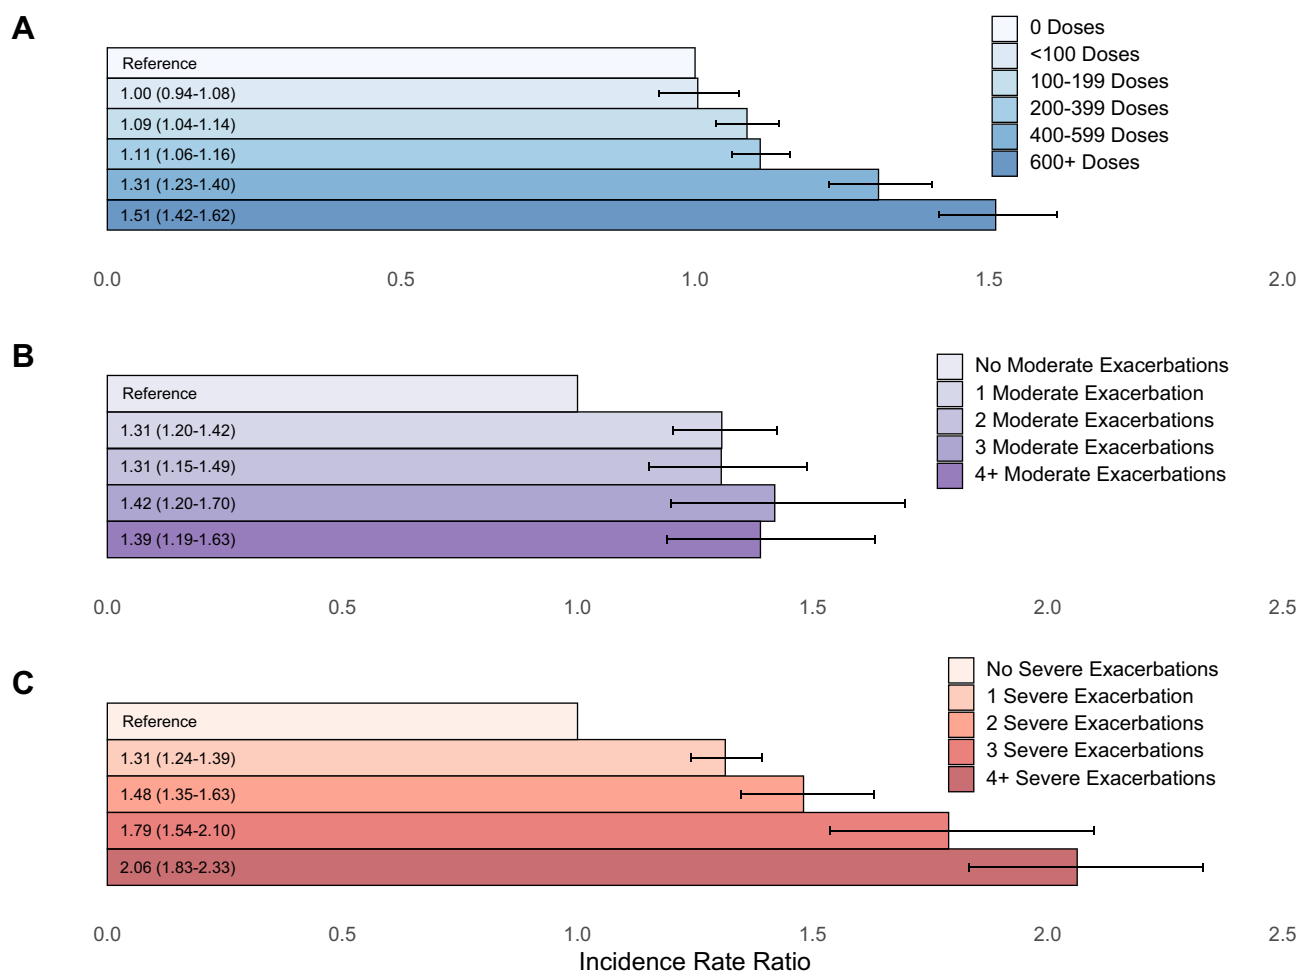 A
Reference
1.00 (0.94-1.08)
1.09 (1.04-1.14)
1.11 (1.06-1.16)
1.31 (1.23-1.40)
1.51 (1.42-1.62)
0 Doses
<100 Doses
100-199 Doses
200-399 Doses
400-599 Doses
600+ Doses
0.0 0.5 1.0 1.5 2.0
B
Reference
1.31 (1.20-1.42)
1.31 (1.15-1.49)
1.42 (1.20-1.70)
1.39 (1.19-1.63)
No Moderate Exacerbations
1 Moderate Exacerbation
2 Moderate Exacerbations
3 Moderate Exacerbations
4+ Moderate Exacerbations
0.0 0.5 1.0 1.5 2.0 2.5
C
Reference
1.31 (1.24-1.39)
1.48 (1.35-1.63)
1.79 (1.54-2.10)
2.06 (1.83-2.33)
No Severe Exacerbations
1 Severe Exacerbation
2 Severe Exacerbations
3 Severe Exacerbations
4+ Severe Exacerbations
0.0 0.5 1.0 1.5 2.0 2.5
Incidence Rate Ratio